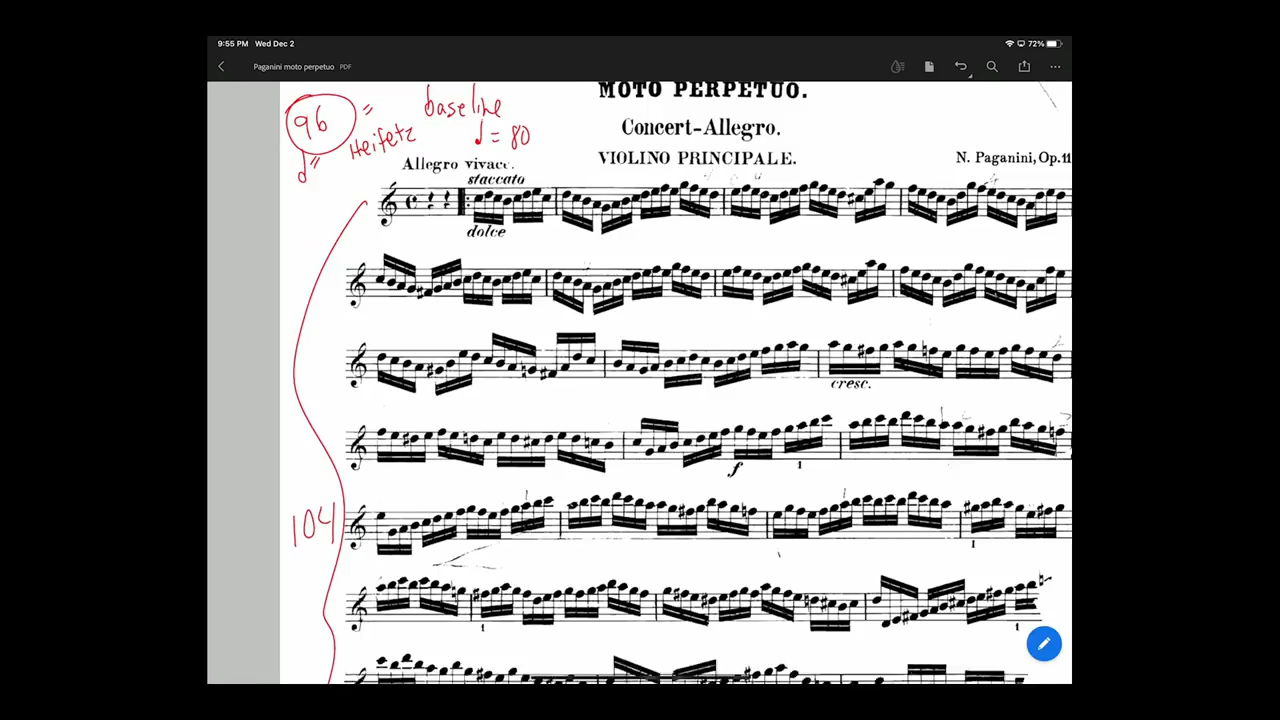 9:55 PM Wed Dec 2
72%
Paganini moto perpetuo PDF
MOTO PERPETUO.
96 = Heifetz
baseline
= 80
Concert-Allegro.
VIOLINO PRINCIPALE.
N. Paganini, Op. 11
Allegro vivace.
staccato
dolce
cresc.
f
1
104
1
1
1